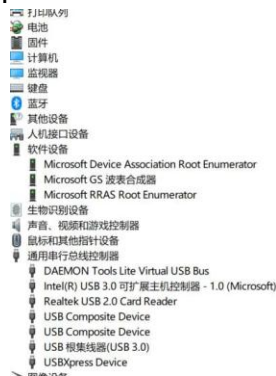 打印队列
电池
固件
计算机
监视器
键盘
蓝牙
其他设备
人机接口设备
软件设备
Microsoft Device Association Root Enumerator
Microsoft GS 波表合成器
Microsoft RRAS Root Enumerator
生物识别设备
声音、视频和游戏控制器
鼠标和其他指针设备
通用串行总线控制器
DAEMON Tools Lite Virtual USB Bus
Intel(R) USB 3.0 可扩展主机控制器 - 1.0 (Microsoft)
Realtek USB 2.0 Card Reader
USB Composite Device
USB Composite Device
USB 根集线器(USB 3.0)
USBXpress Device